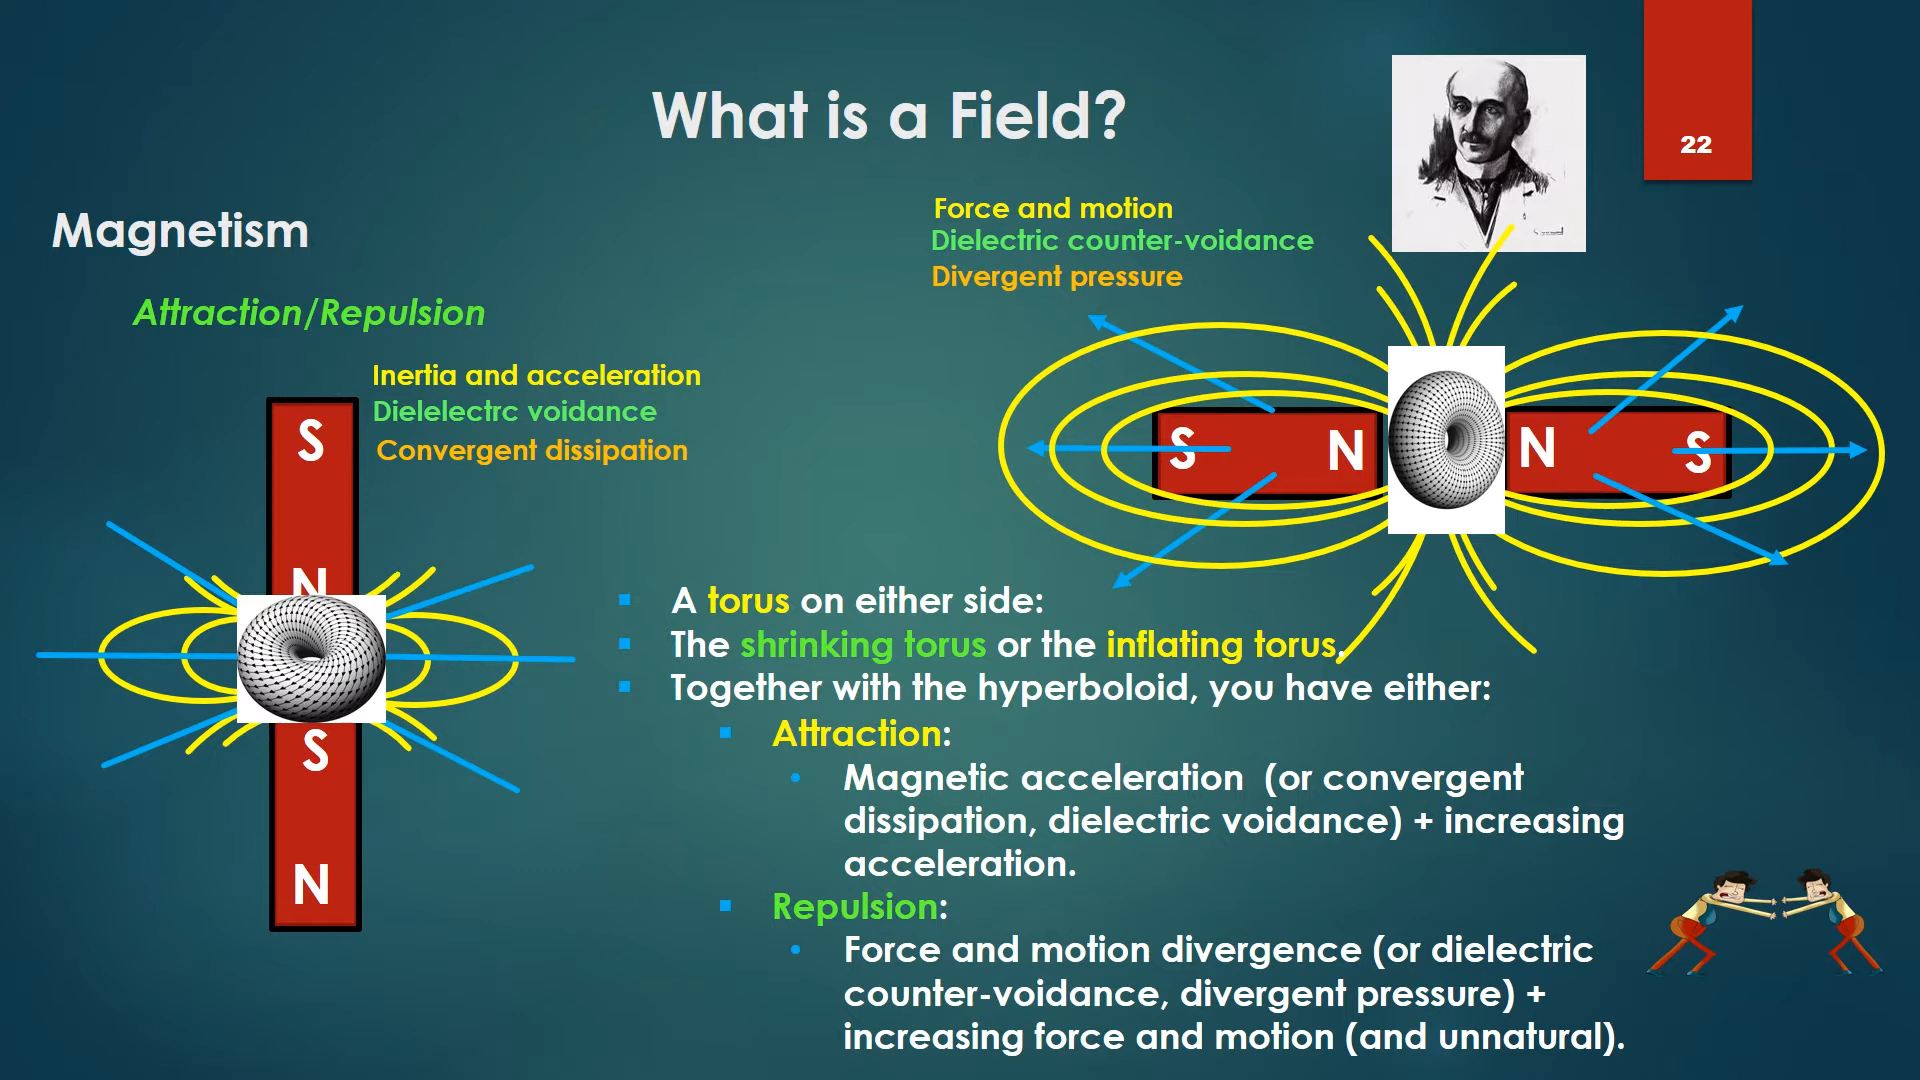 What is a Field?
22
Magnetism
Force and motion
Dielectric counter-voidance
Divergent pressure
Attraction/Repulsion
Inertia and acceleration
Dielelectrc voidance
Convergent dissipation
S
N
S
N
S
N
N
S
A torus on either side:
The shrinking torus or the inflating torus.
Together with the hyperboloid, you have either:
Attraction:
Magnetic acceleration (or convergent
dissipation, dielectric voidance) + increasing
acceleration.
Repulsion:
Force and motion divergence (or dielectric
counter-voidance, divergent pressure) +
increasing force and motion (and unnatural).